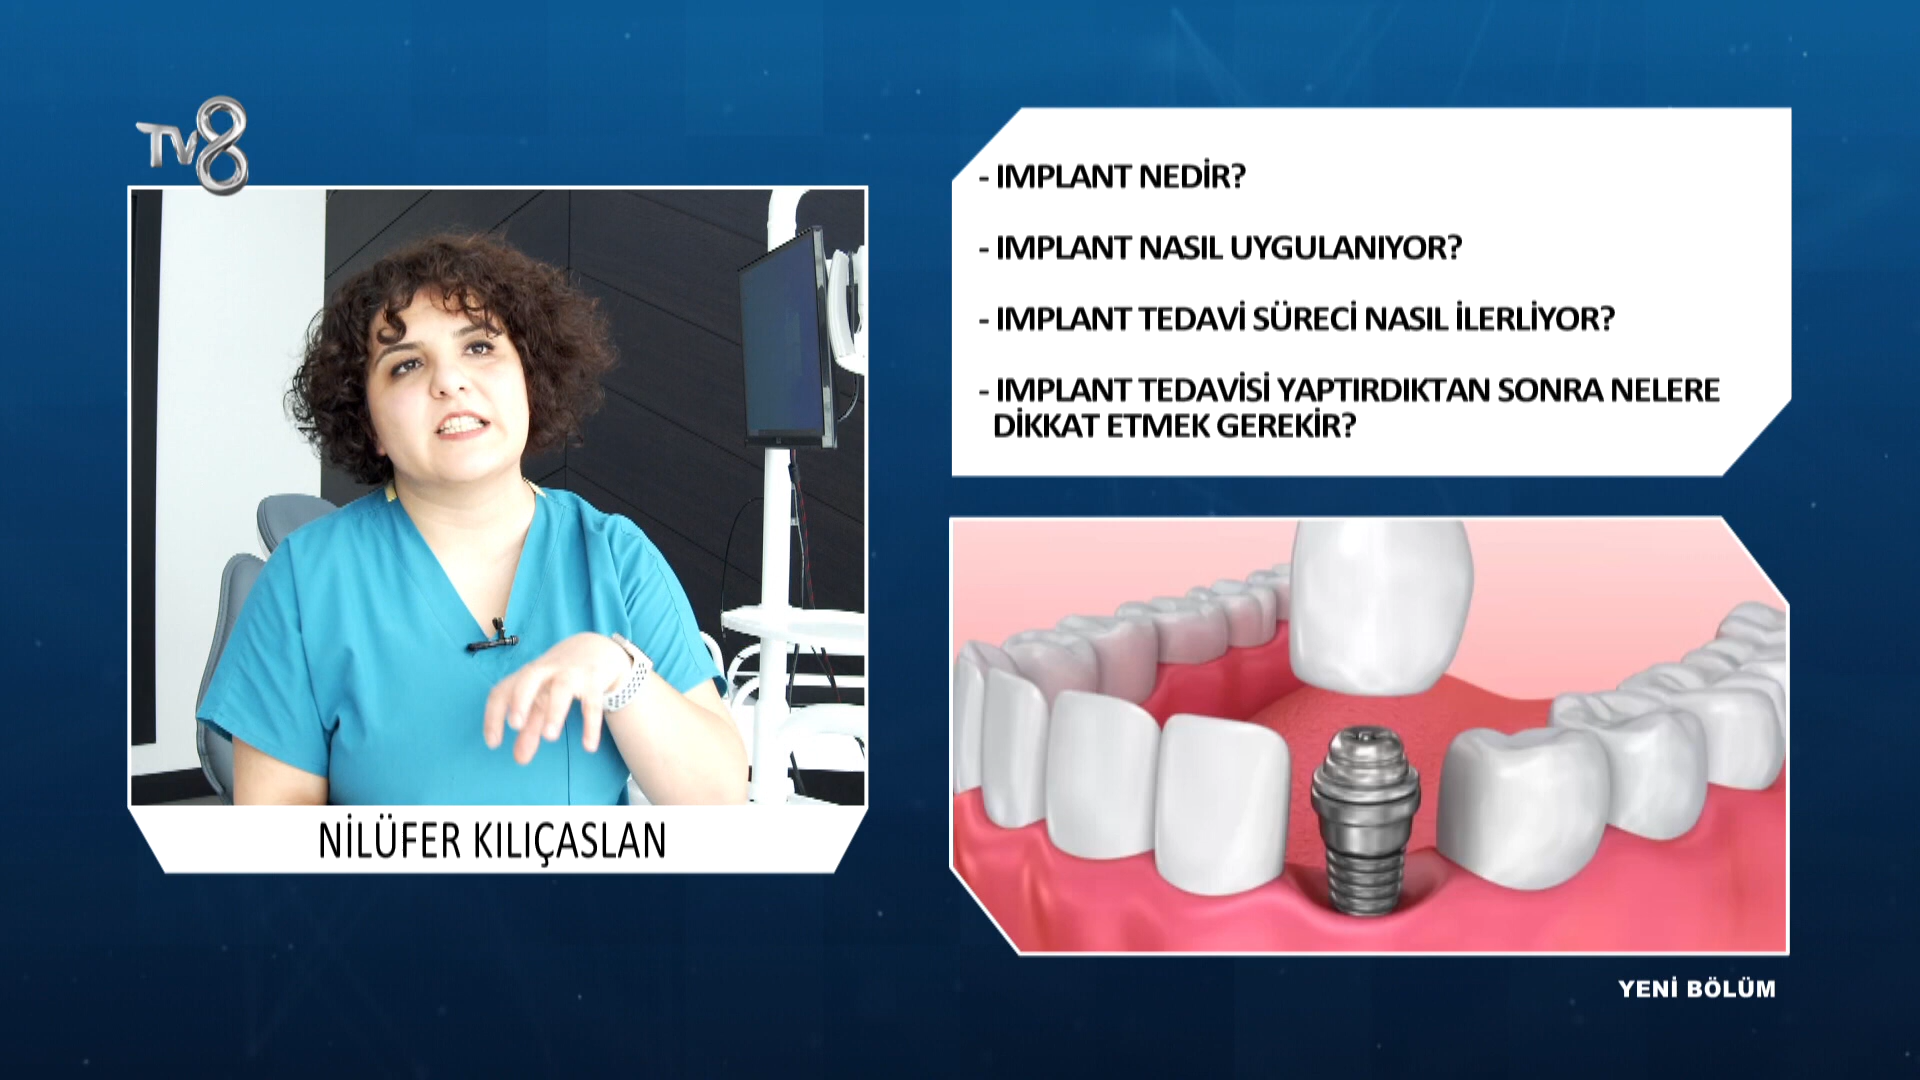 TV8
- IMPLANT NEDİR?
- IMPLANT NASIL UYGULANIYOR?
- IMPLANT TEDAVİ SÜRECİ NASIL İLERLİYOR?
- IMPLANT TEDAVİSİ YAPTIRDIKTAN SONRA NELERE
DİKKAT ETMEK GEREKİR?
NİLÜFER KILIÇASLAN
YENİ BÖLÜM